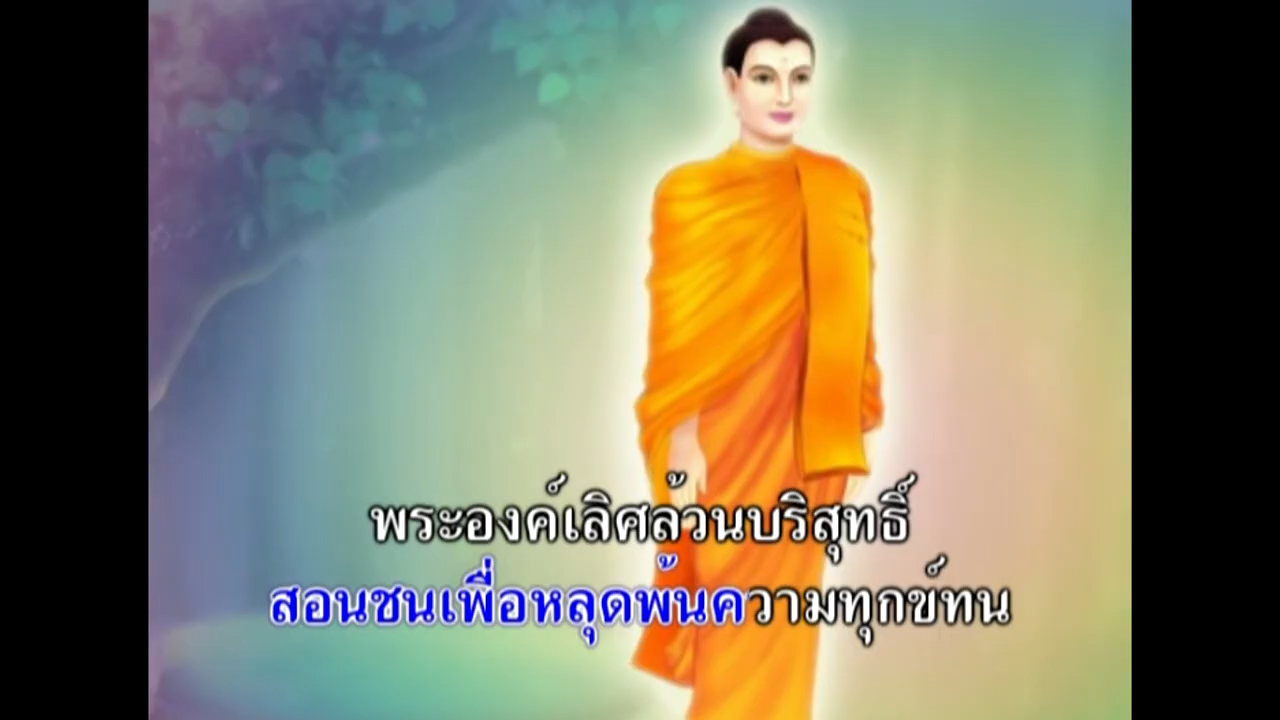 พระองค์เลิศล้วนบริสุทธิ์
สอนชนเพื่อหลุดพ้นความทุกข์ทน